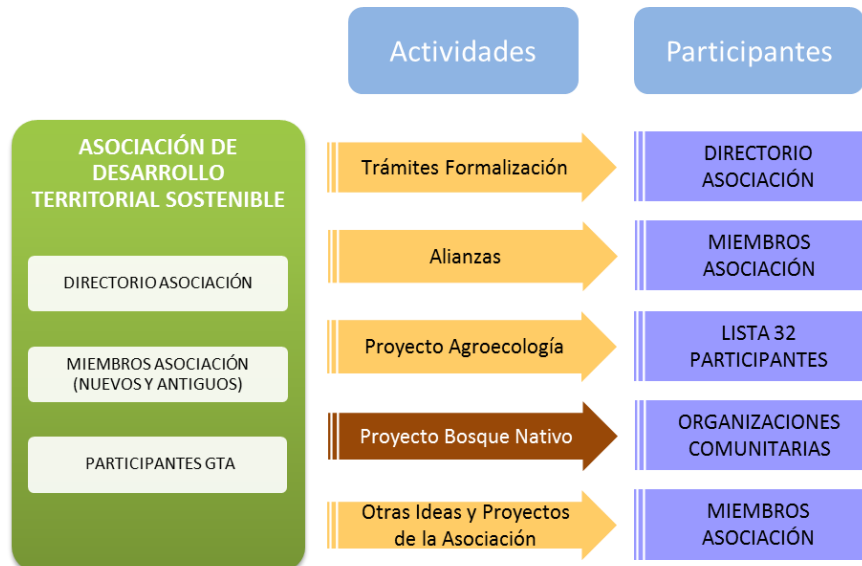 Actividades
Participantes
ASOCIACIÓN DE
DESARROLLO
TERRITORIAL SOSTENIBLE
DIRECTORIO ASOCIACIÓN
MIEMBROS ASOCIACIÓN
(NUEVOS Y ANTIGUOS)
PARTICIPANTES GTA
Trámites Formalización
DIRECTORIO
ASOCIACIÓN
Alianzas
MIEMBROS
ASOCIACIÓN
Proyecto Agroecología
LISTA 32
PARTICIPANTES
Proyecto Bosque Nativo
ORGANIZACIONES
COMUNITARIAS
Otras Ideas y Proyectos
de la Asociación
MIEMBROS
ASOCIACIÓN